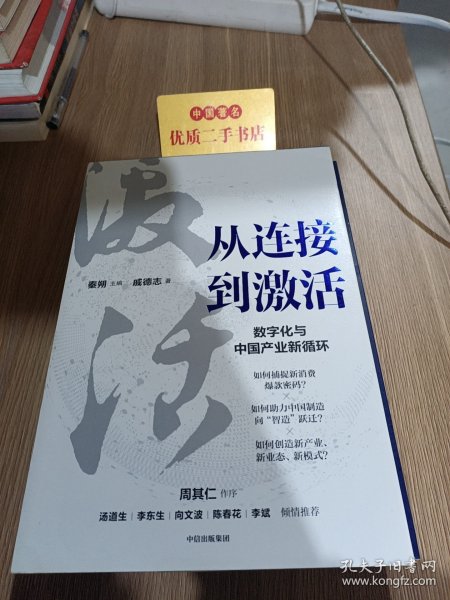 中国著名
优质二手书店
激活
从连接
到激活
秦朔 主编 戚德志 著
数字化与
中国产业新循环
如何捕捉新消费
爆款密码?
×
如何助力中国制造
向“智造”跃迁?
×
如何创造新产业、
新业态、新模式?
周其仁 作序
汤道生 | 李东生 | 向文波 | 陈春花 | 李斌 倾情推荐
中信出版集团
孔夫子旧书网
www.kongfz.com